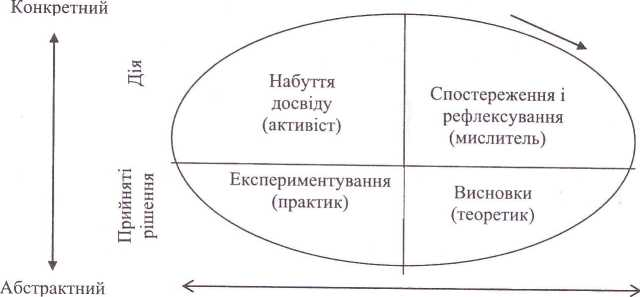 Конкретний
Дія
Набуття
досвіду
(активіст)
Спостереження і
рефлексування
(мислитель)
Прийняті
рішення
Експериментування
(практик)
Висновки
(теоретик)
Абстрактний